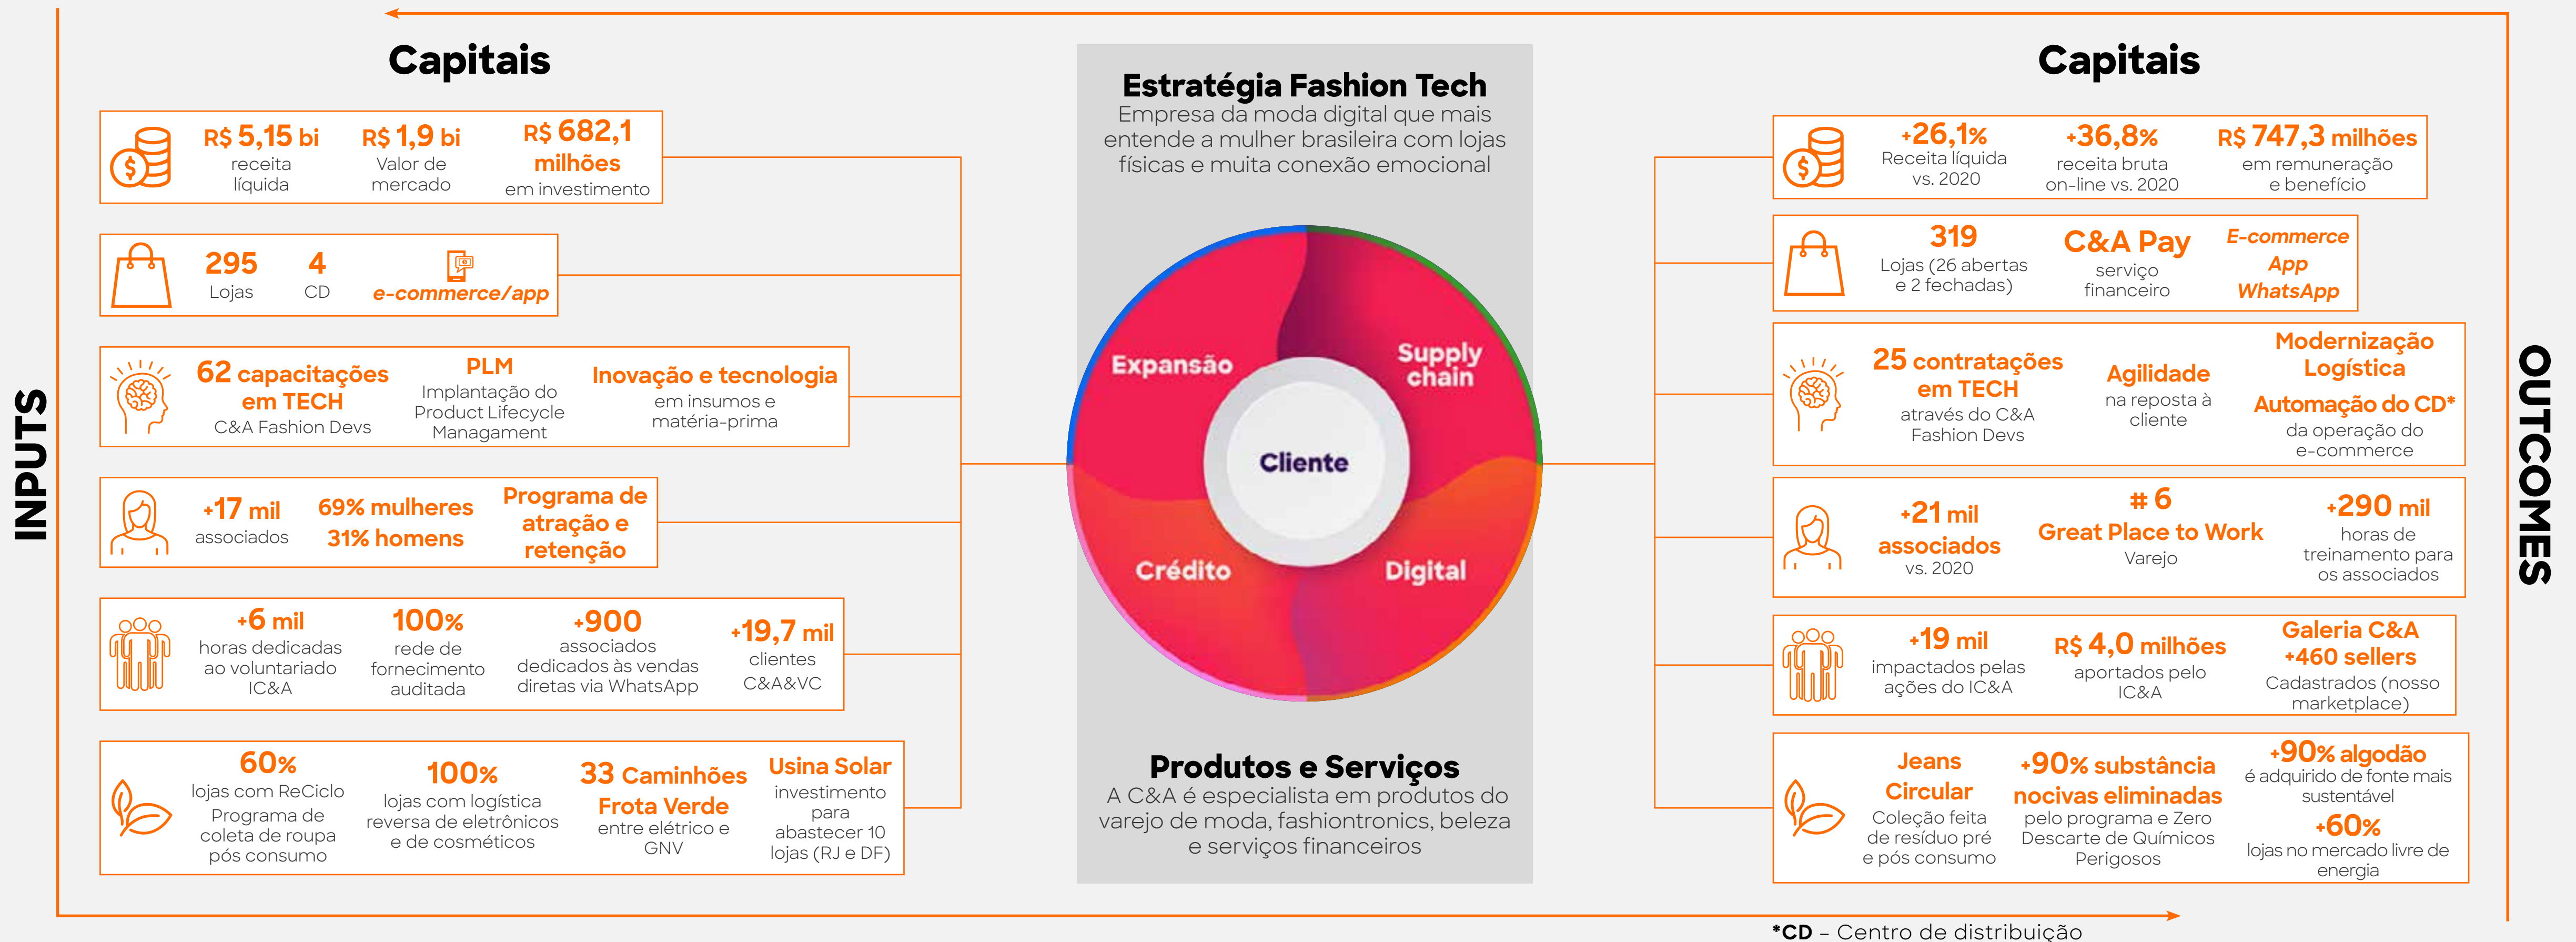 INPUTS
Capitais
R$ 5,15 bi
receita
líquida
R$ 1,9 bi
Valor de
mercado
R$ 682,1
milhões
em investimento
295
Lojas
4
CD
e-commerce/app
62 capacitações
em TECH
C&A Fashion Devs
PLM
Implantação do
Product Lifecycle
Managament
Inovação e tecnologia
em insumos e
matéria-prima
+17 mil
associados
69% mulheres
31% homens
Programa de
atração e
retenção
+6 mil
horas dedicadas
ao voluntariado
IC&A
100%
rede de
fornecimento
auditada
+900
associados
dedicados às vendas
diretas via WhatsApp
+19,7 mil
clientes
C&A&VC
60%
lojas com ReCiclo
Programa de
coleta de roupa
pós consumo
100%
lojas com logística
reversa de eletrônicos
e de cosméticos
33 Caminhões
Frota Verde
entre elétrico e
GNV
Usina Solar
investimento
para
abastecer 10
lojas (RJ e DF)
Estratégia Fashion Tech
Empresa da moda digital que mais
entende a mulher brasileira com lojas
físicas e muita conexão emocional
Expansão
Supply
chain
Cliente
Crédito
Digital
Produtos e Serviços
A C&A é especialista em produtos do
varejo de moda, fashiontronics, beleza
e serviços financeiros
Capitais
+26,1%
Receita líquida
vs. 2020
+36,8%
receita bruta
on-line vs. 2020
R$ 747,3 milhões
em remuneração
e benefício
319
Lojas (26 abertas
e 2 fechadas)
C&A Pay
serviço
financeiro
E-commerce
App
WhatsApp
25 contratações
em TECH
através do C&A
Fashion Devs
Agilidade
na reposta à
cliente
Modernização
Logística
Automação do CD*
da operação do
e-commerce
+21 mil
associados
vs. 2020
# 6
Great Place to Work
Varejo
+290 mil
horas de
treinamento para
os associados
+19 mil
impactados pelas
ações do IC&A
R$ 4,0 milhões
aportados pelo
IC&A
Galeria C&A
+460 sellers
Cadastrados (nosso
marketplace)
Jeans
Circular
Coleção feita
de resíduo pré
e pós consumo
+90% substância
nocivas eliminadas
pelo programa e Zero
Descarte de Químicos
Perigosos
+90% algodão
é adquirido de fonte mais
sustentável
+60%
lojas no mercado livre de
energia
OUTCOMES
*CD – Centro de distribuição